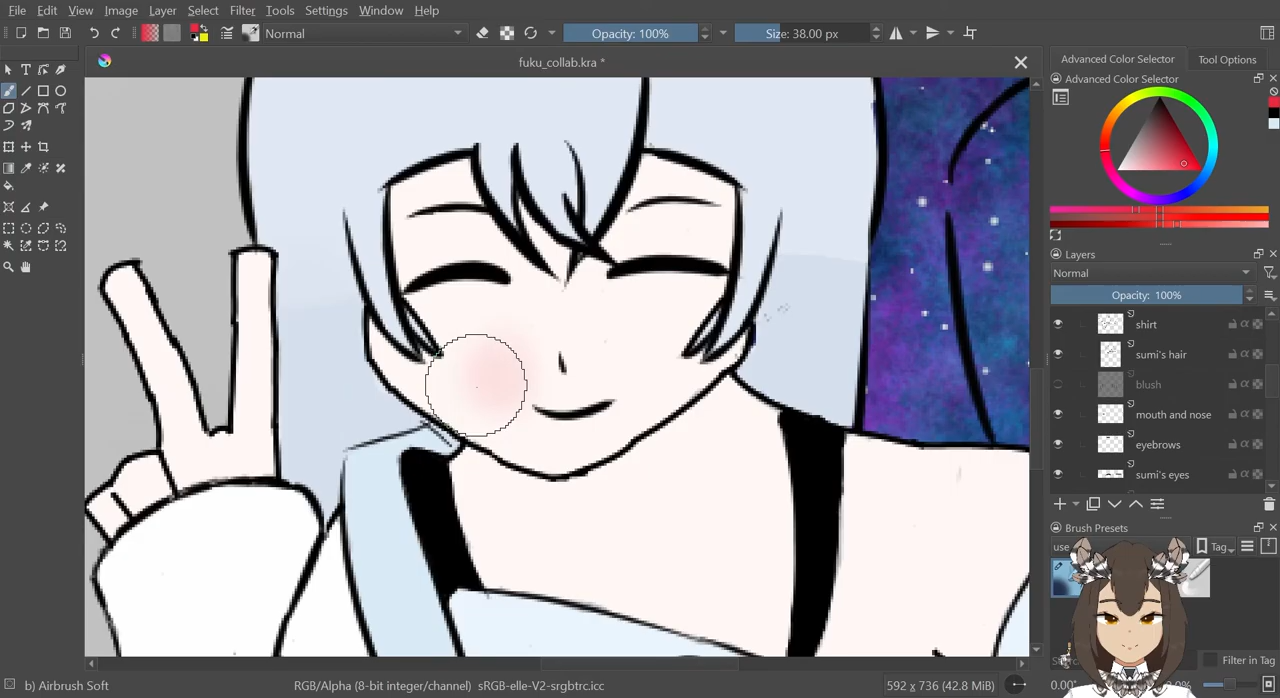 File Edit View Image Layer Select Filter Tools Settings Window Help
Normal
Opacity: 100%
Size: 38.00 px
fuku_collab.kra *
Advanced Color Selector
Tool Options
Advanced Color Selector
Layers
Normal
Opacity: 100%
shirt
sumi's hair
blush
mouth and nose
eyebrows
sumi's eyes
Brush Presets
use
Tag
Filter in Tag
b) Airbrush Soft
RGB/Alpha (8-bit integer/channel) sRGB-elle-V2-srgbtrc.icc
592 x 736 (42.8 MiB)
0.00°